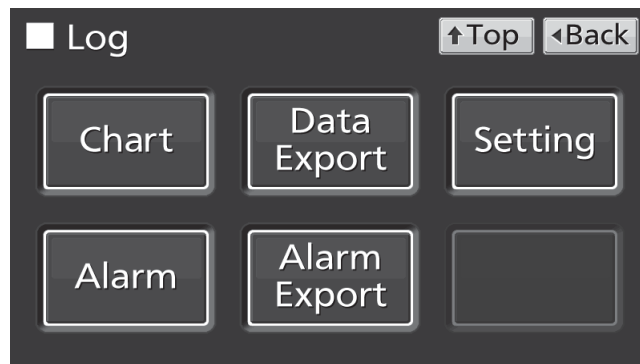 Log
↑Top
◂Back
Chart
Data
Export
Setting
Alarm
Alarm
Export